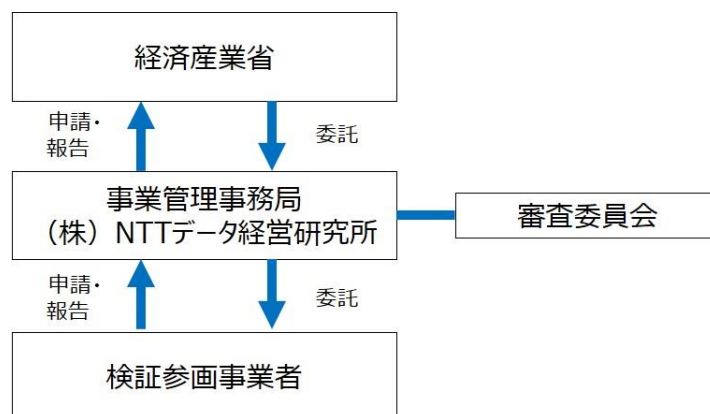 経済産業省
申請・
報告
委託
事業管理事務局
（株）NTTデータ経営研究所
審査委員会
申請・
報告
委託
検証参画事業者